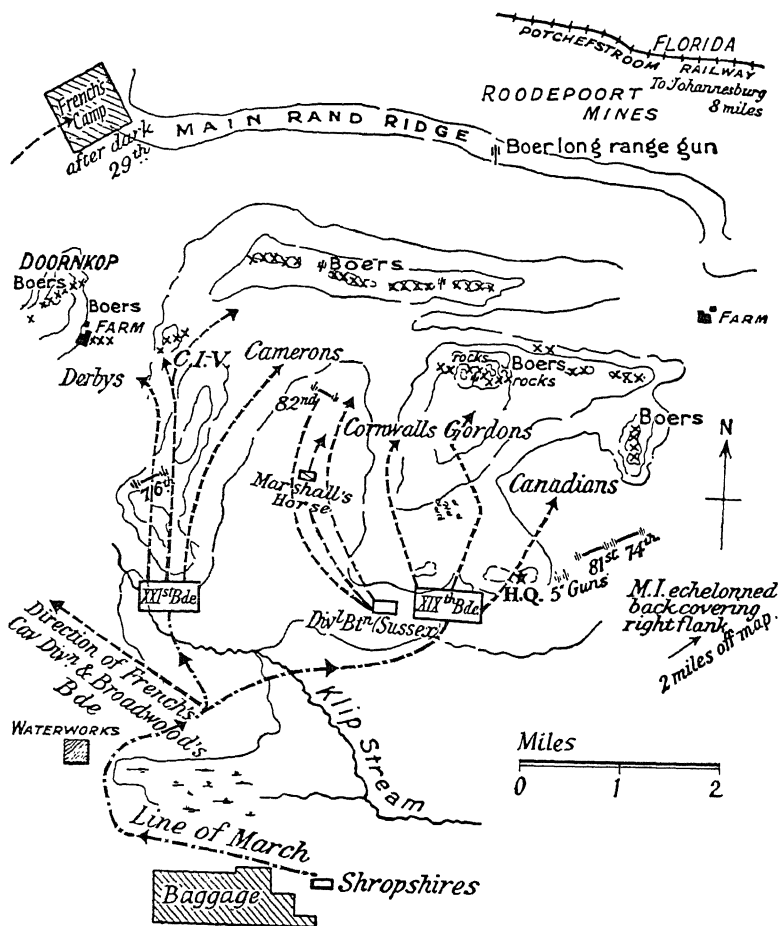 POTCHEFSTROOM RAILWAY
FLORIDA
To Johannesburg
8 miles
ROODEPOORT
MINES
French's
Camp
after dark
29th
MAIN RAND RIDGE
Boer long range gun
DOORNKOP
Boers
Boers
FARM
Boers
FARM
C.I.V.
Camerons
Derbys
82nd
rocks
Boers
rocks
Cornwalls
Gordons
Boers
N
76th
Marshall's
Horse
Canadians
81st
74th
XXIst Bde.
Divl Btn (Sussex)
XIXth Bde.
H.Q.
5" Guns
M.I. echelonned
back covering
right flank
2 miles off map.
Direction of French's
Cav Divn & Broadwood's
Bde
WATERWORKS
Klip Stream
Miles
0 1 2
Line of March
Baggage
Shropshires